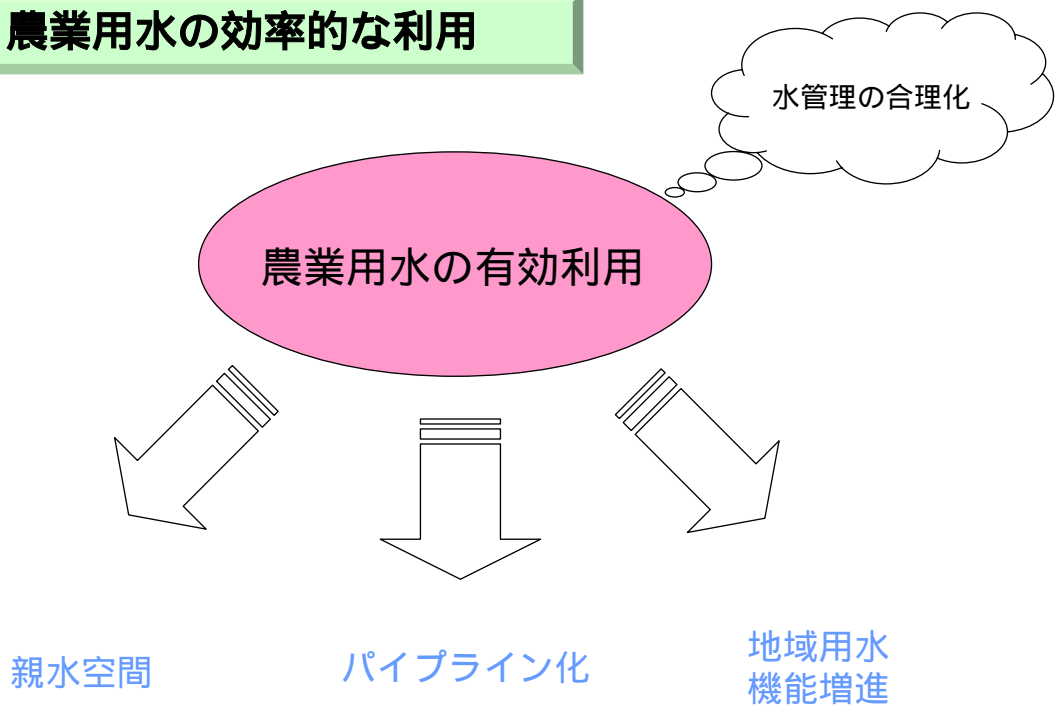 農業用水の効率的な利用
水管理の合理化
農業用水の有効利用
親水空間
パイプライン化
地域用水
機能増進